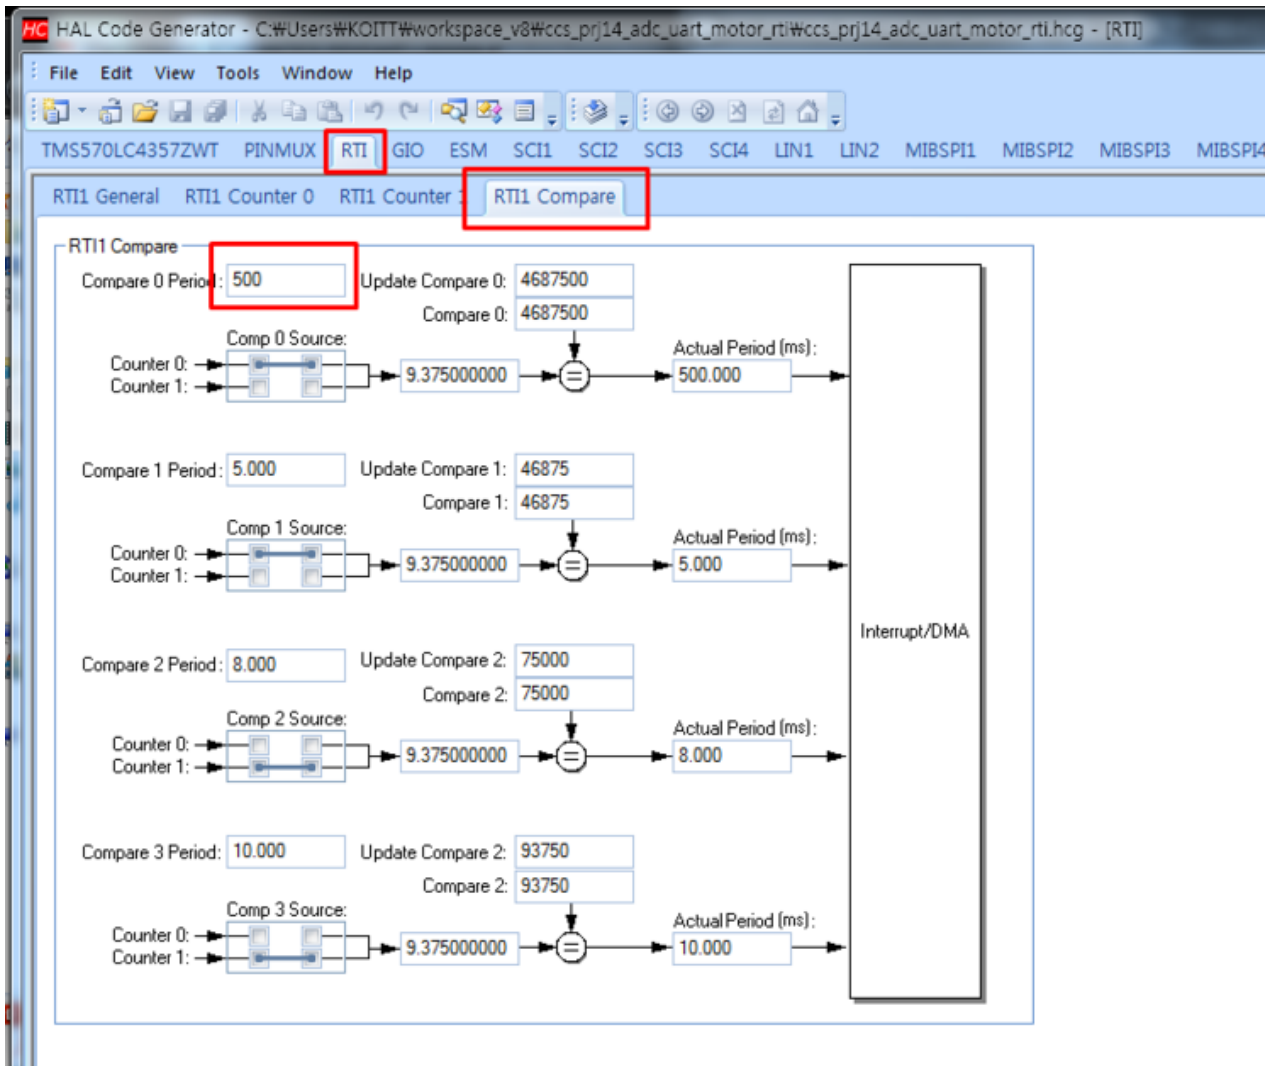 HC HAL Code Generator - C:₩Users₩KOITT₩workspace_v8₩ccs_prj14_adc_uart_motor_rti₩ccs_prj14_adc_uart_motor_rti.hcg - [RTI]
File Edit View Tools Window Help
TMS570LC4357ZWT PINMUX RTI GIO ESM SCI1 SCI2 SCI3 SCI4 LIN1 LIN2 MIBSPI1 MIBSPI2 MIBSPI3 MIBSPI4
RTI1 General RTI1 Counter 0 RTI1 Counter 1 RTI1 Compare
RTI1 Compare
Compare 0 Period: 500 Update Compare 0: 4687500
Compare 0: 4687500
Comp 0 Source:
Actual Period (ms):
Counter 0:
9.375000000 = 500.000
Counter 1:
Compare 1 Period: 5.000 Update Compare 1: 46875
Compare 1: 46875
Comp 1 Source:
Actual Period (ms):
Counter 0:
9.375000000 = 5.000
Counter 1:
Interrupt/DMA
Compare 2 Period: 8.000 Update Compare 2: 75000
Compare 2: 75000
Comp 2 Source:
Actual Period (ms):
Counter 0:
9.375000000 = 8.000
Counter 1:
Compare 3 Period: 10.000 Update Compare 2: 93750
Compare 2: 93750
Comp 3 Source:
Actual Period (ms):
Counter 0:
9.375000000 = 10.000
Counter 1: